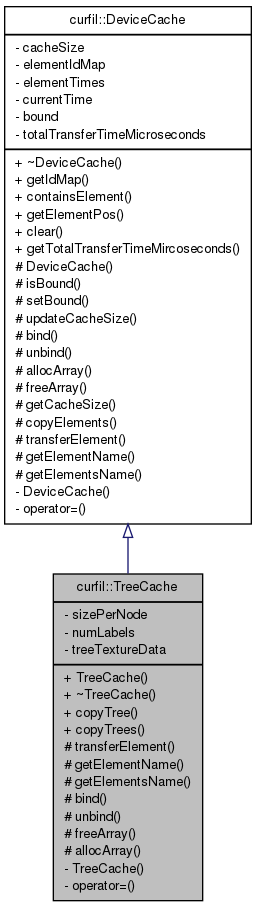 curfil::DeviceCache
- cacheSize
- elementIdMap
- elementTimes
- currentTime
- bound
- totalTransferTimeMicroseconds
+ ~DeviceCache()
+ getIdMap()
+ containsElement()
+ getElementPos()
+ clear()
+ getTotalTransferTimeMircoseconds()
# DeviceCache()
# isBound()
# setBound()
# updateCacheSize()
# bind()
# unbind()
# allocArray()
# freeArray()
# getCacheSize()
# copyElements()
# transferElement()
# getElementName()
# getElementsName()
- DeviceCache()
- operator=()
curfil::TreeCache
- sizePerNode
- numLabels
- treeTextureData
+ TreeCache()
+ ~TreeCache()
+ copyTree()
+ copyTrees()
# transferElement()
# getElementName()
# getElementsName()
# bind()
# unbind()
# freeArray()
# allocArray()
- TreeCache()
- operator=()